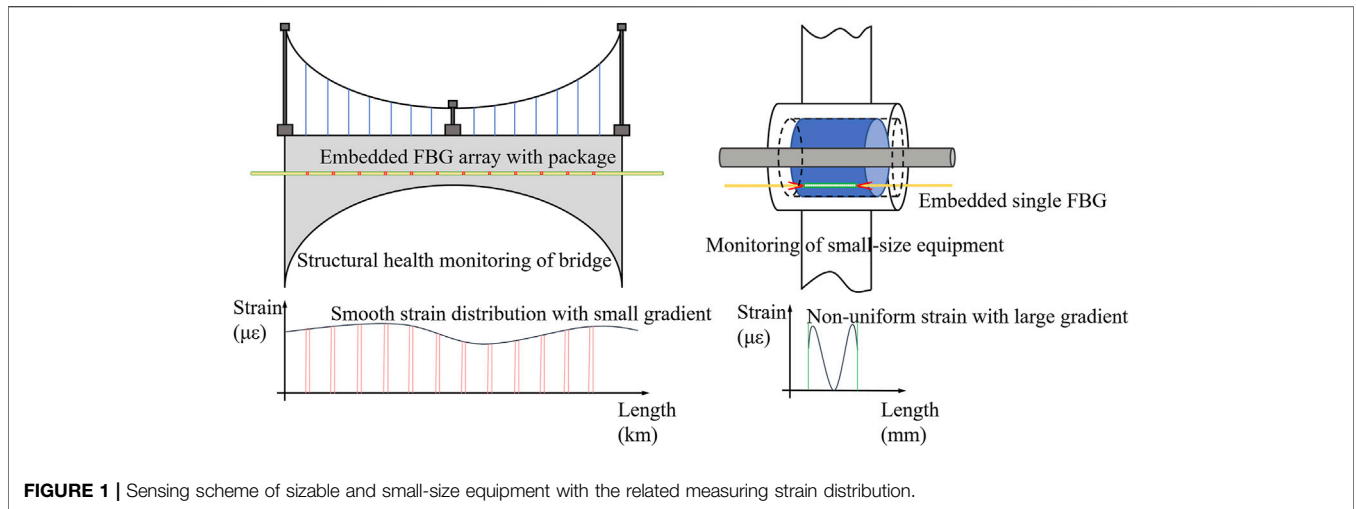 Embedded FBG array with package
Structural health monitoring of bridge
Strain
(με)
Smooth strain distribution with small gradient
Length
(km)
Embedded single FBG
Monitoring of small-size equipment
Strain
(με)
Non-uniform strain with large gradient
Length
(mm)
FIGURE 1 | Sensing scheme of sizable and small-size equipment with the related measuring strain distribution.